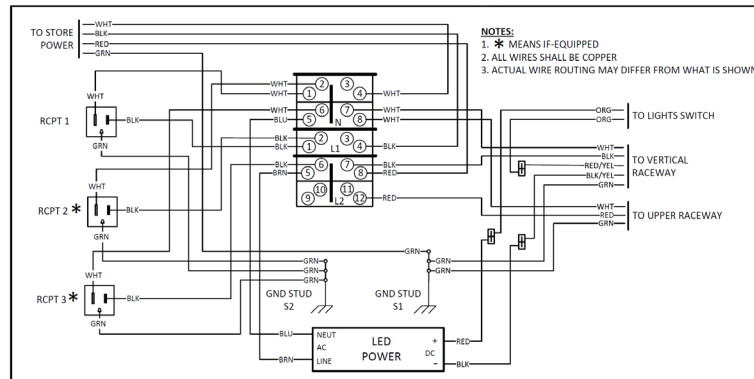 TO STORE
POWER
WHT
BLK
RED
GRN
NOTES:
1. * MEANS IF-EQUIPPED
2. ALL WIRES SHALL BE COPPER
3. ACTUAL WIRE ROUTING MAY DIFFER FROM WHAT IS SHOWN
WHT
RCPT 1
BLK
GRN
WHT
RCPT 2 *
BLK
GRN
WHT
RCPT 3 *
BLK
GRN
WHT
WHT
2
3
1
4
WHT
WHT
BLU
6
7
5
8
N
WHT
WHT
BLK
BLK
2
3
1
4
L1
BLK
BLK
BRN
6
7
5
8
BLK
RED
10
11
9
12
L2
RED
ORG
ORG
TO LIGHTS SWITCH
WHT
BLK
RED/YEL
BLK/YEL
GRN
TO VERTICAL
RACEWAY
WHT
RED
GRN
TO UPPER RACEWAY
GRN
GRN
GRN
GND STUD
S2
GRN
GRN
GRN
GND STUD
S1
BLU
BRN
NEUT
AC
LINE
LED
POWER
+
DC
-
RED
BLK